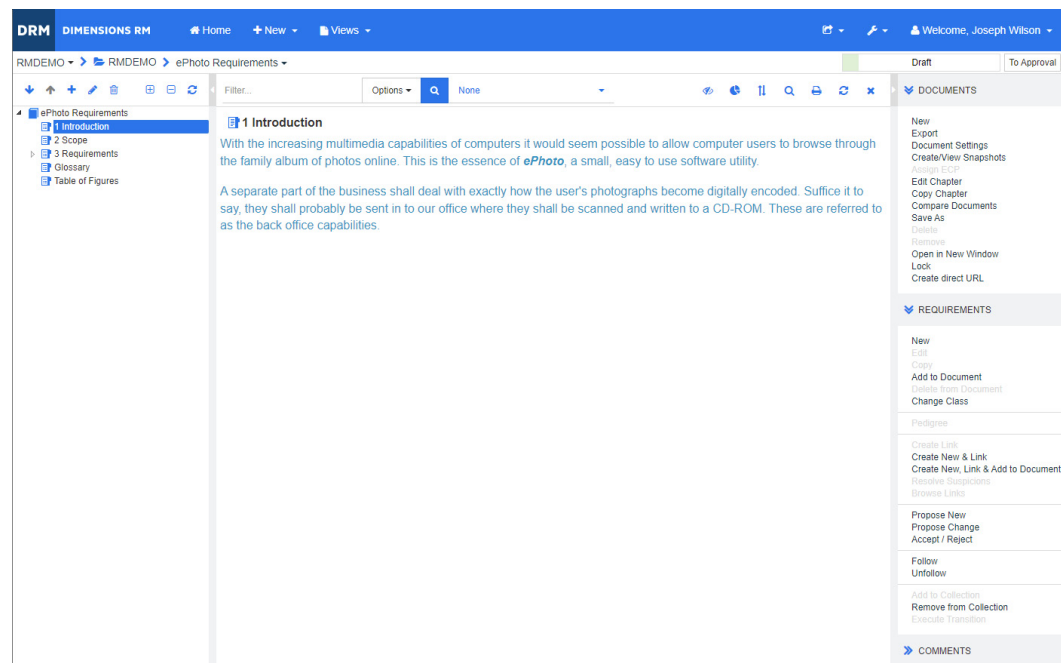 DRM DIMENSIONS RM Home + New Views Welcome, Joseph Wilson
RMDEMO RMDEMO ePhoto Requirements Draft To Approval
Filter... Options None
ePhoto Requirements
1 Introduction
2 Scope
3 Requirements
Glossary
Table of Figures
1 Introduction
With the increasing multimedia capabilities of computers it would seem possible to allow computer users to browse through
the family album of photos online. This is the essence of ePhoto, a small, easy to use software utility.
A separate part of the business shall deal with exactly how the user's photographs become digitally encoded. Suffice it to
say, they shall probably be sent in to our office where they shall be scanned and written to a CD-ROM. These are referred to
as the back office capabilities.
DOCUMENTS
New
Export
Document Settings
Create/View Snapshots
Assign ECP
Edit Chapter
Copy Chapter
Compare Documents
Save As
Delete
Remove
Open in New Window
Lock
Create direct URL
REQUIREMENTS
New
Edit
Copy
Add to Document
Delete from Document
Change Class
Pedigree
Create Link
Create New & Link
Create New, Link & Add to Document
Resolve Suspicions
Browse Links
Propose New
Propose Change
Accept / Reject
Follow
Unfollow
Add to Collection
Remove from Collection
Execute Transition
COMMENTS